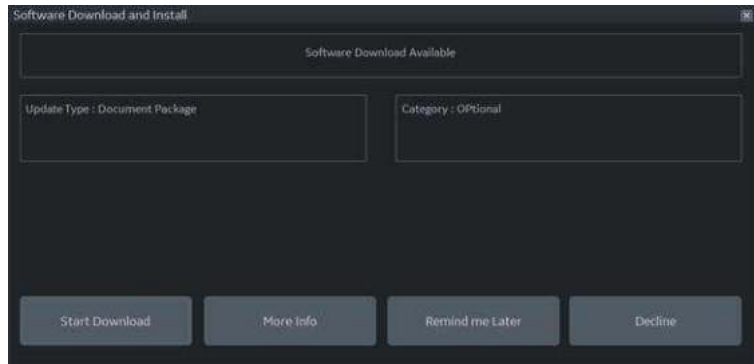 Software Download and Install
Software Download Available
Update Type : Document Package
Category : OPtional
Start Download
More Info
Remind me Later
Decline